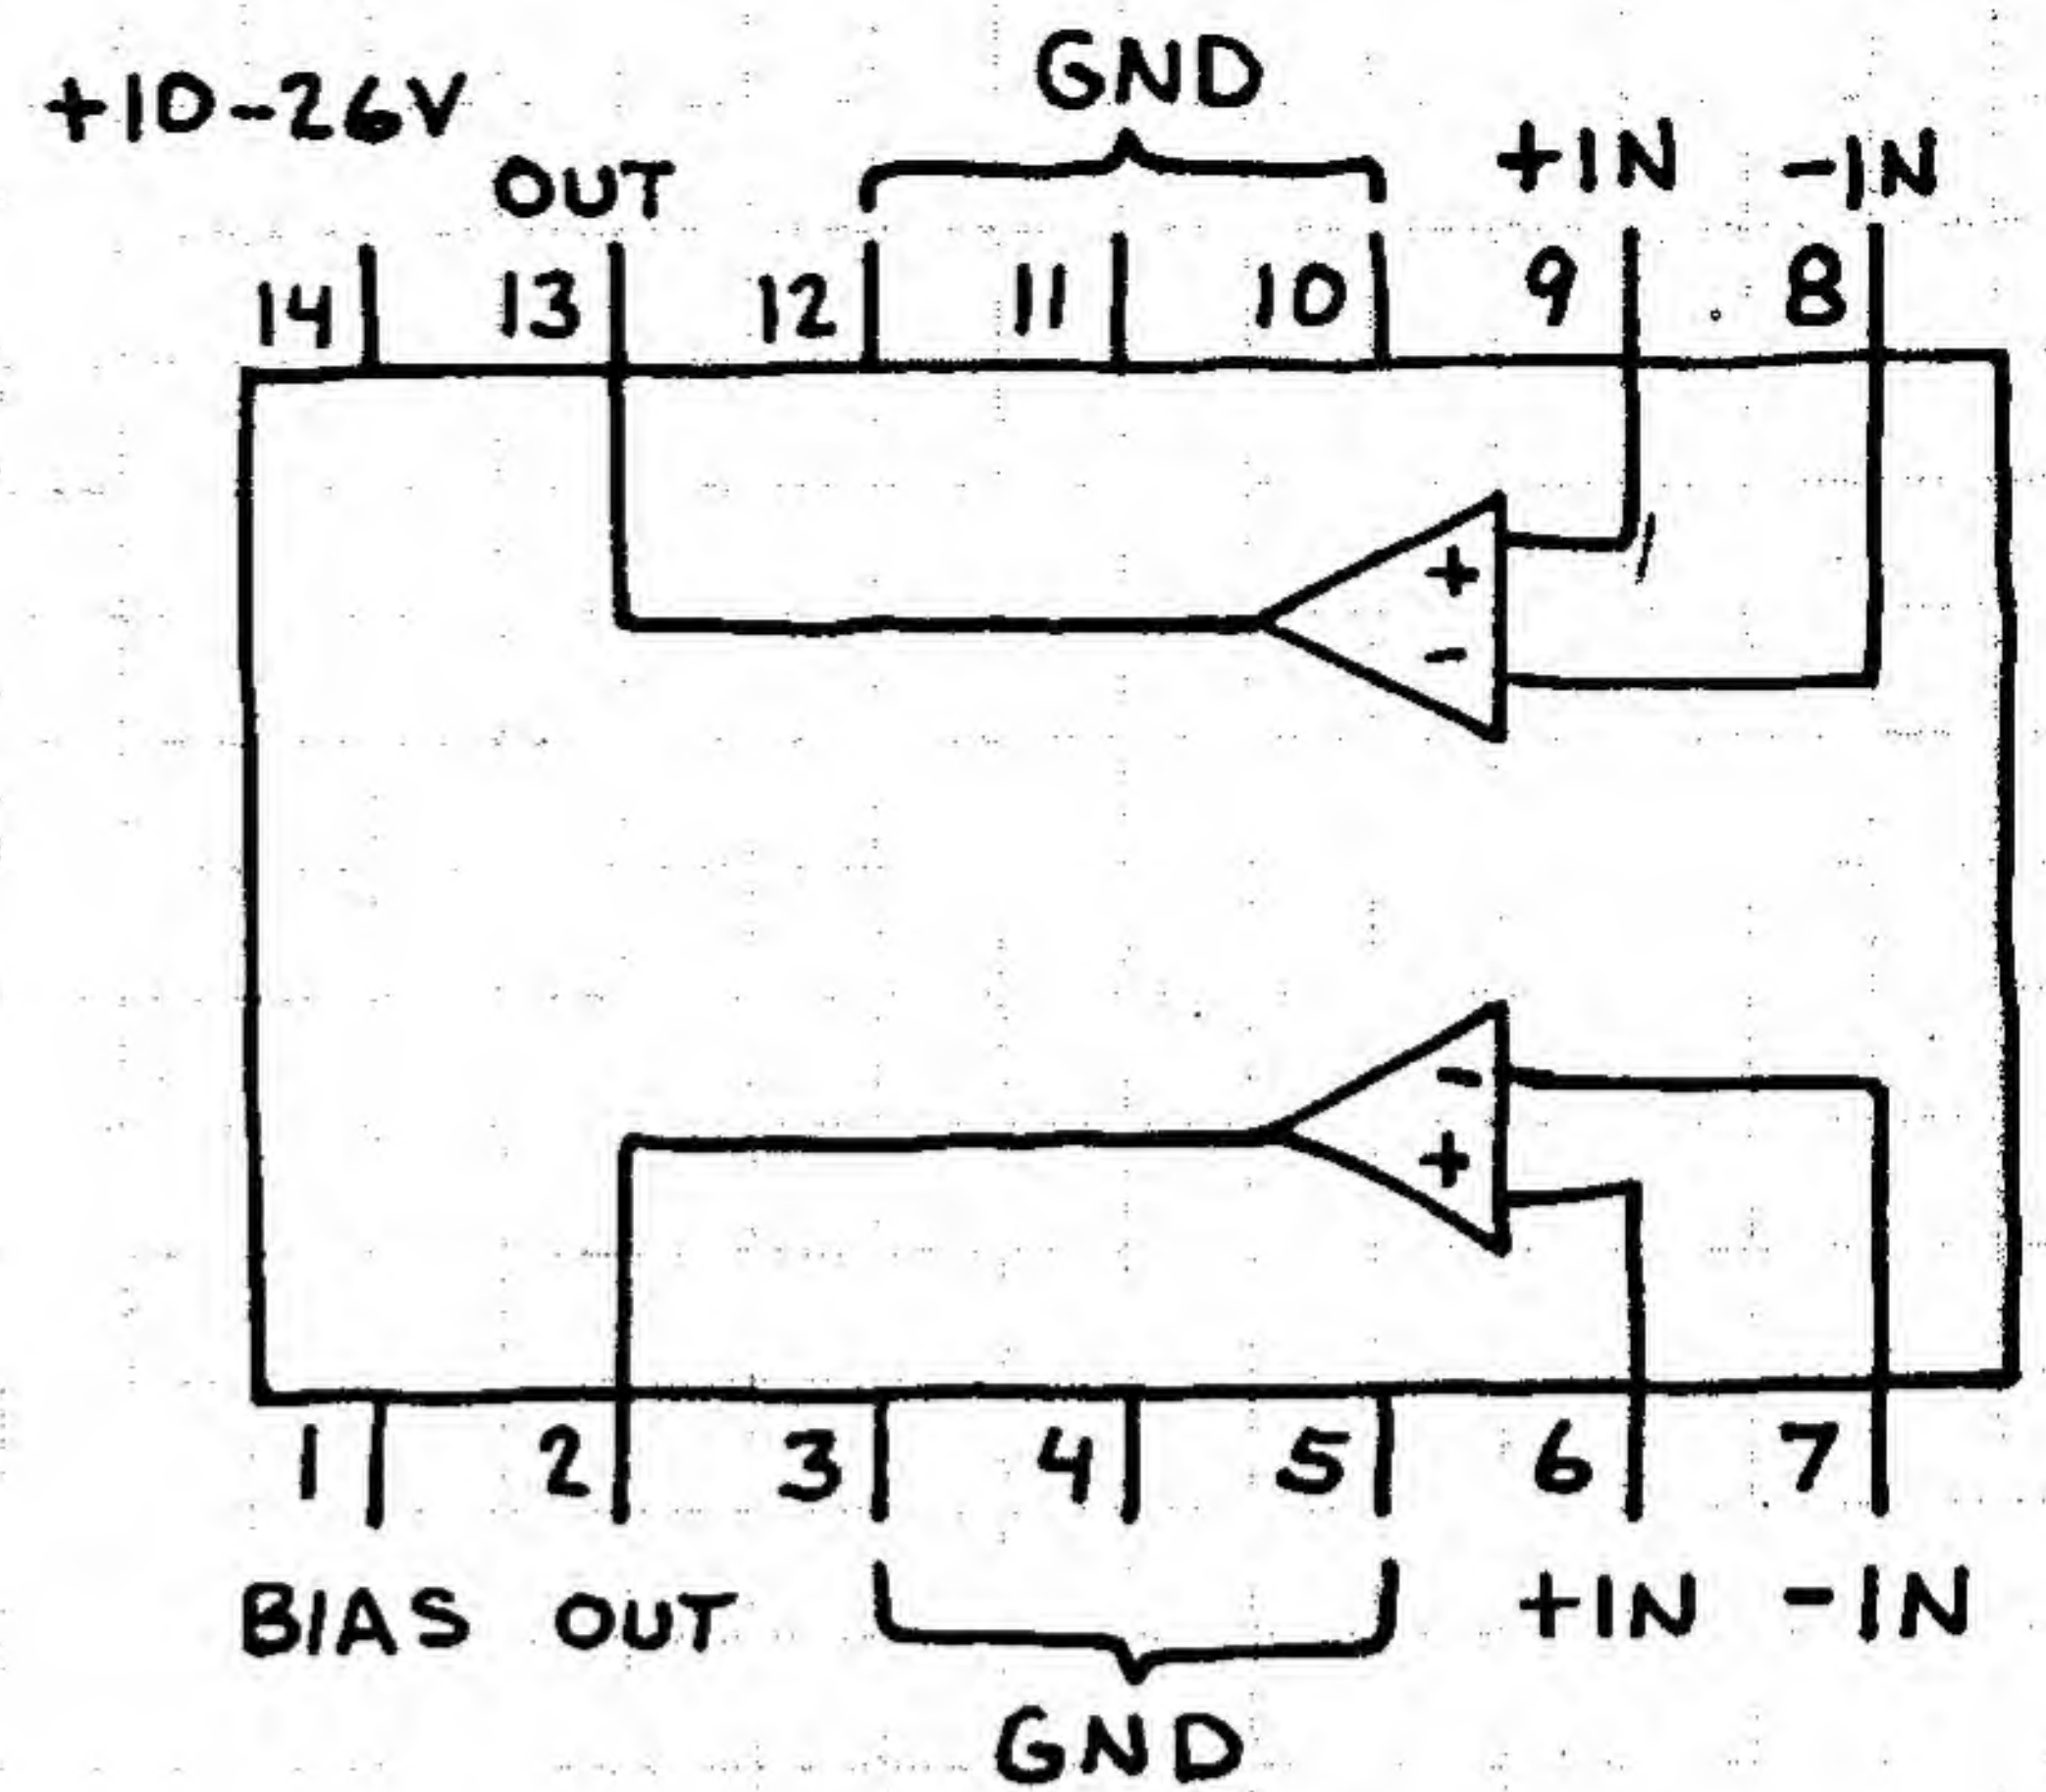 GND
+10-26V
OUT
+IN -IN
14 13 12 11 10 9 8
+
-
-
+
1 2 3 4 5 6 7
BIAS OUT +IN -IN
GND